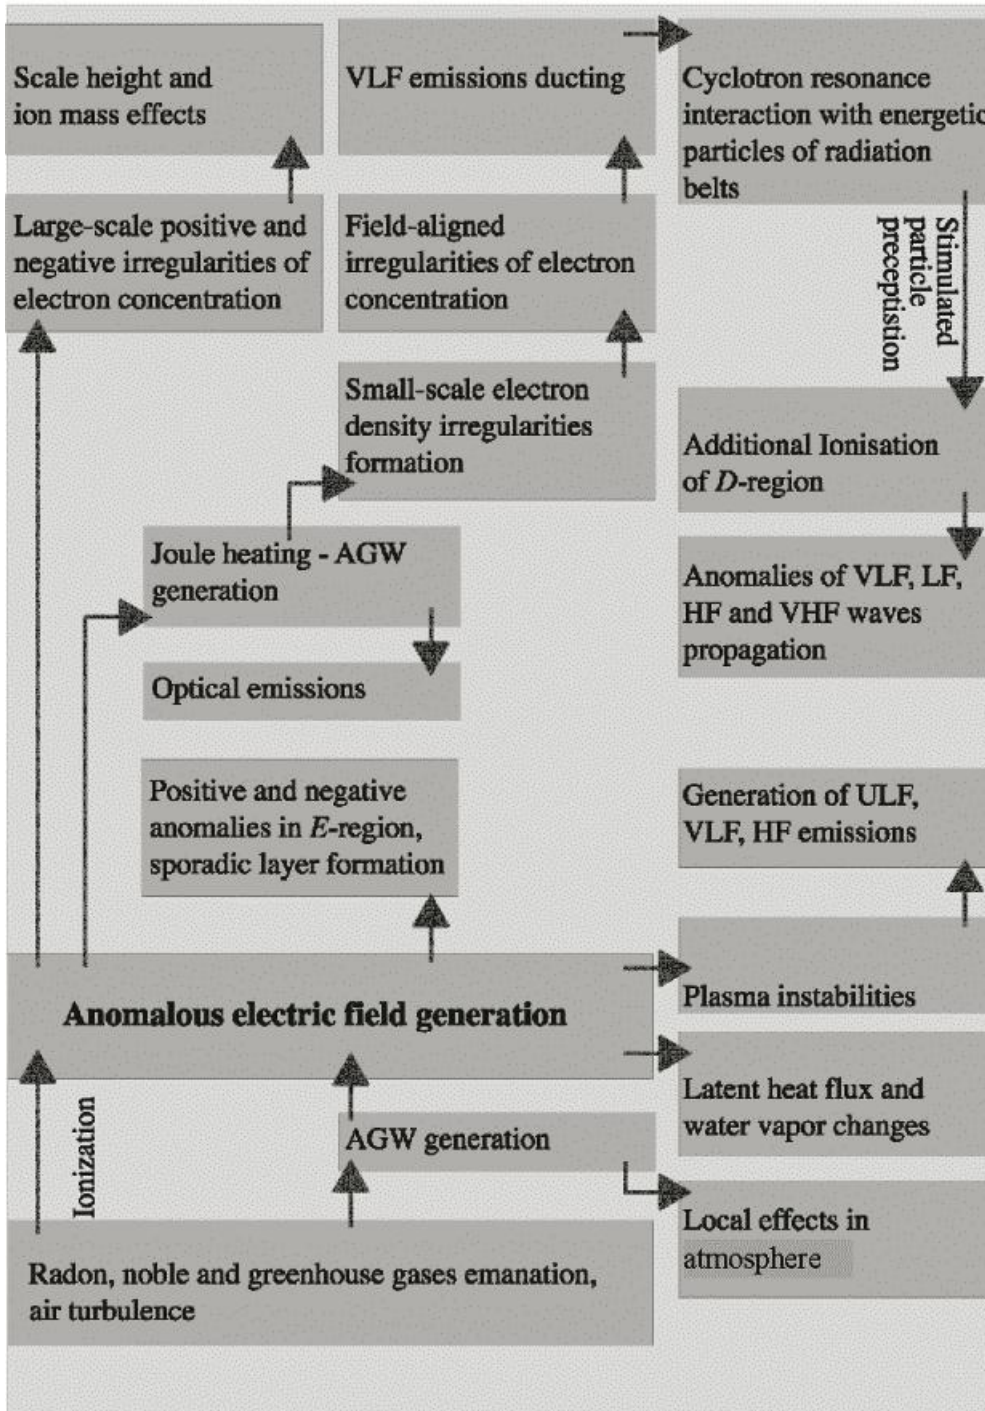 Scale height and
ion mass effects
VLF emissions ducting
Cyclotron resonance
interaction with energetic
particles of radiation
belts
Large-scale positive and
negative irregularities of
electron concentration
Field-aligned
irregularities of electron
concentration
Stimulated
particle
preceptistion
Small-scale electron
density irregularities
formation
Additional Ionisation
of D-region
Joule heating - AGW
generation
Anomalies of VLF, LF,
HF and VHF waves
propagation
Optical emissions
Positive and negative
anomalies in E-region,
sporadic layer formation
Generation of ULF,
VLF, HF emissions
Anomalous electric field generation
Plasma instabilities
Latent heat flux and
water vapor changes
Ionization
AGW generation
Local effects in
atmosphere
Radon, noble and greenhouse gases emanation,
air turbulence